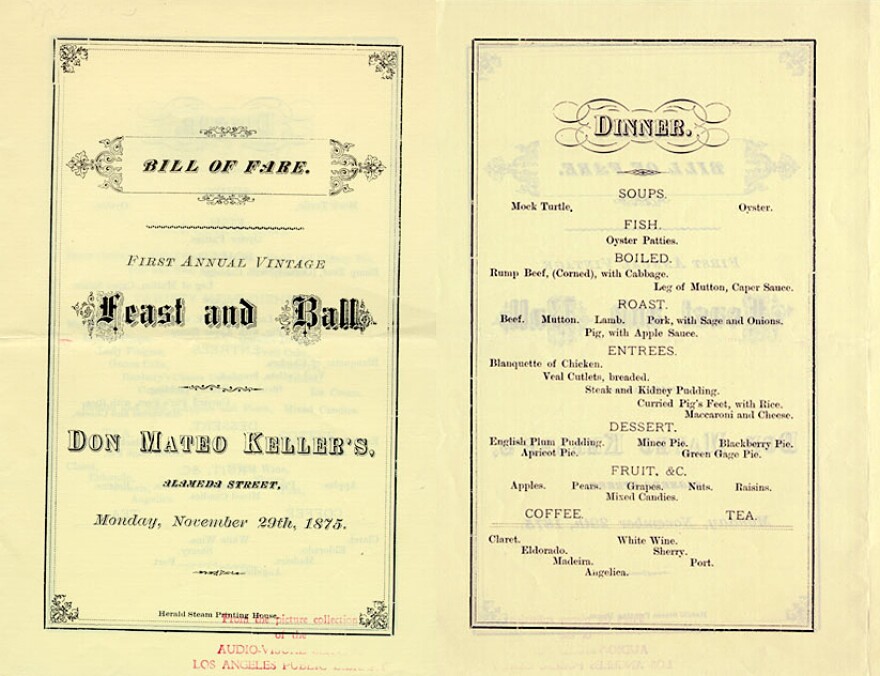 BILL OF FARE.
FIRST ANNUAL VINTAGE
Feast and Ball
DON MATEO KELLER'S,
ALAMEDA STREET,
Monday, November 29th, 1875.
Herald Steam Printing House.
From the picture collection
of the
AUDIO-VISUAL
LOS ANGELES PUBLIC LIBRARY
DINNER.
SOUPS.
Mock Turtle, Oyster.
FISH.
Oyster Patties.
BOILED.
Rump Beef, (Corned), with Cabbage.
Leg of Mutton, Caper Sauce.
ROAST.
Beef. Mutton. Lamb. Pork, with Sage and Onions.
Pig, with Apple Sauce.
ENTREES.
Blanquette of Chicken.
Veal Cutlets, breaded.
Steak and Kidney Pudding.
Curried Pig's Feet, with Rice.
Maccaroni and Cheese.
DESSERT.
English Plum Pudding. Mince Pie. Blackberry Pie.
Apricot Pie. Green Gage Pie.
FRUIT, &C.
Apples. Pears. Grapes. Nuts. Raisins.
Mixed Candies.
COFFEE. TEA.
Claret. White Wine.
Eldorado. Sherry.
Madeira. Port.
Angelica.